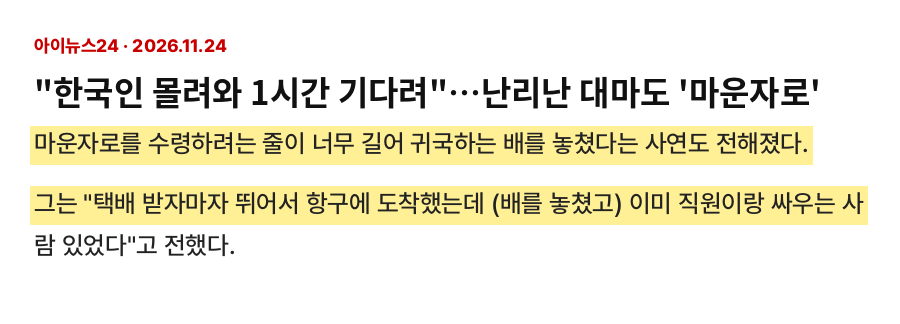 아이뉴스24 · 2026.11.24
"한국인 몰려와 1시간 기다려"…난리난 대마도 '마운자로'
마운자로를 수령하려는 줄이 너무 길어 귀국하는 배를 놓쳤다는 사연도 전해졌다.
그는 "택배 받자마자 뛰어서 항구에 도착했는데 (배를 놓쳤고) 이미 직원이랑 싸우는 사
람 있었다"고 전했다.